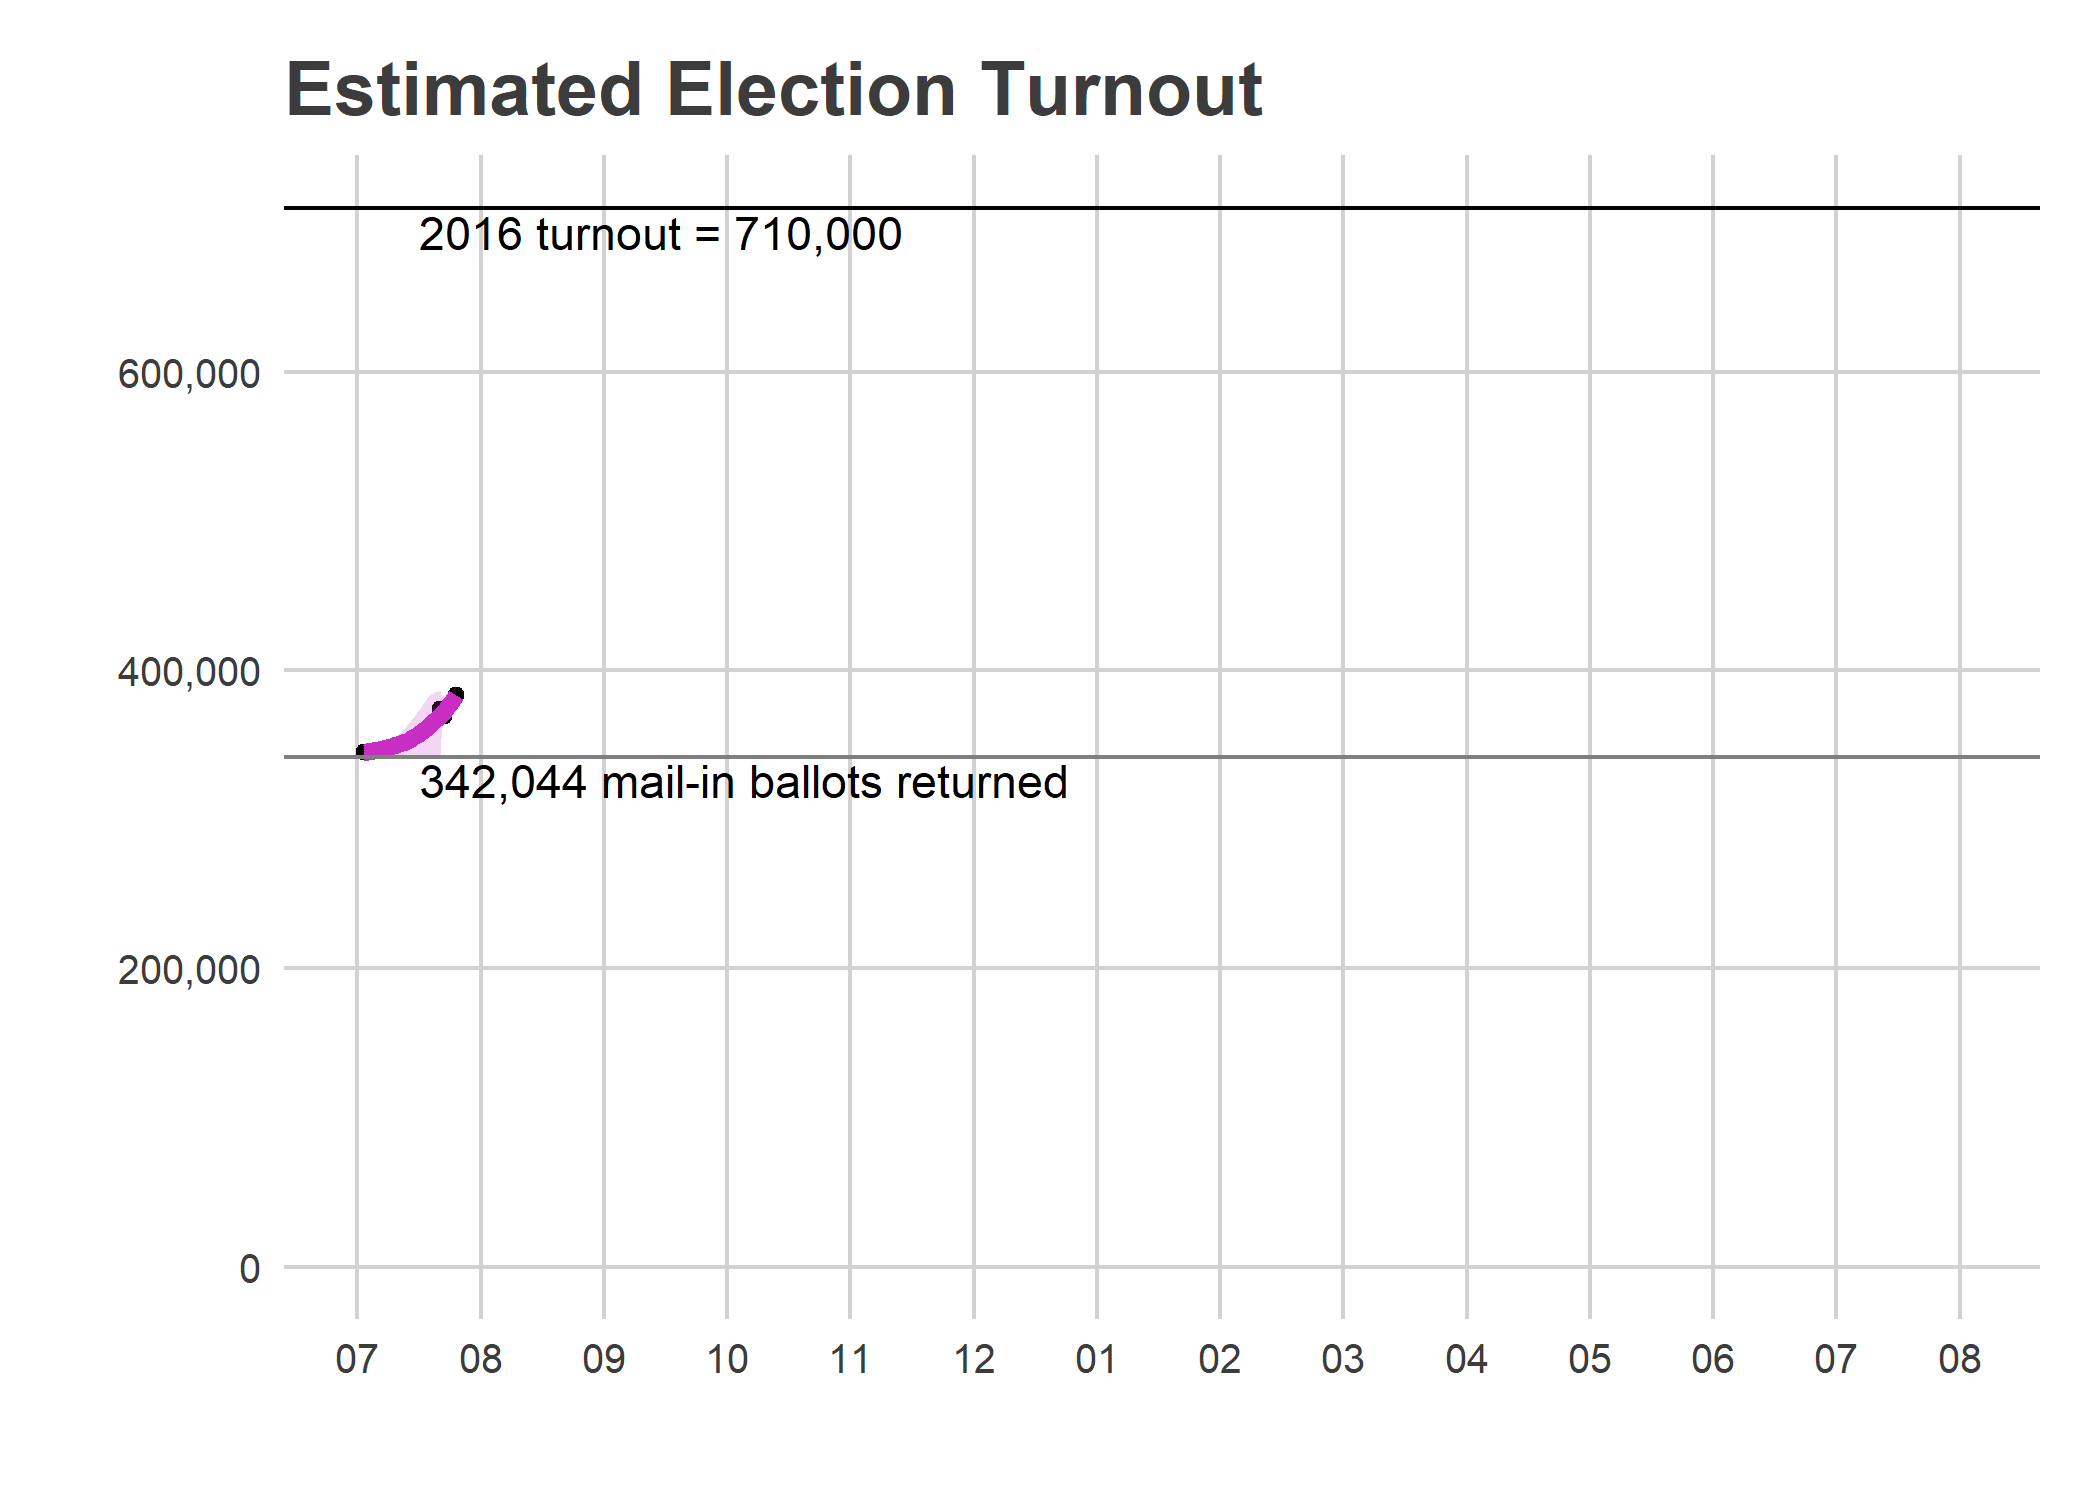 Estimated Election Turnout
2016 turnout = 710,000
600,000
400,000
342,044 mail-in ballots returned
200,000
0
07 08 09 10 11 12 01 02 03 04 05 06 07 08